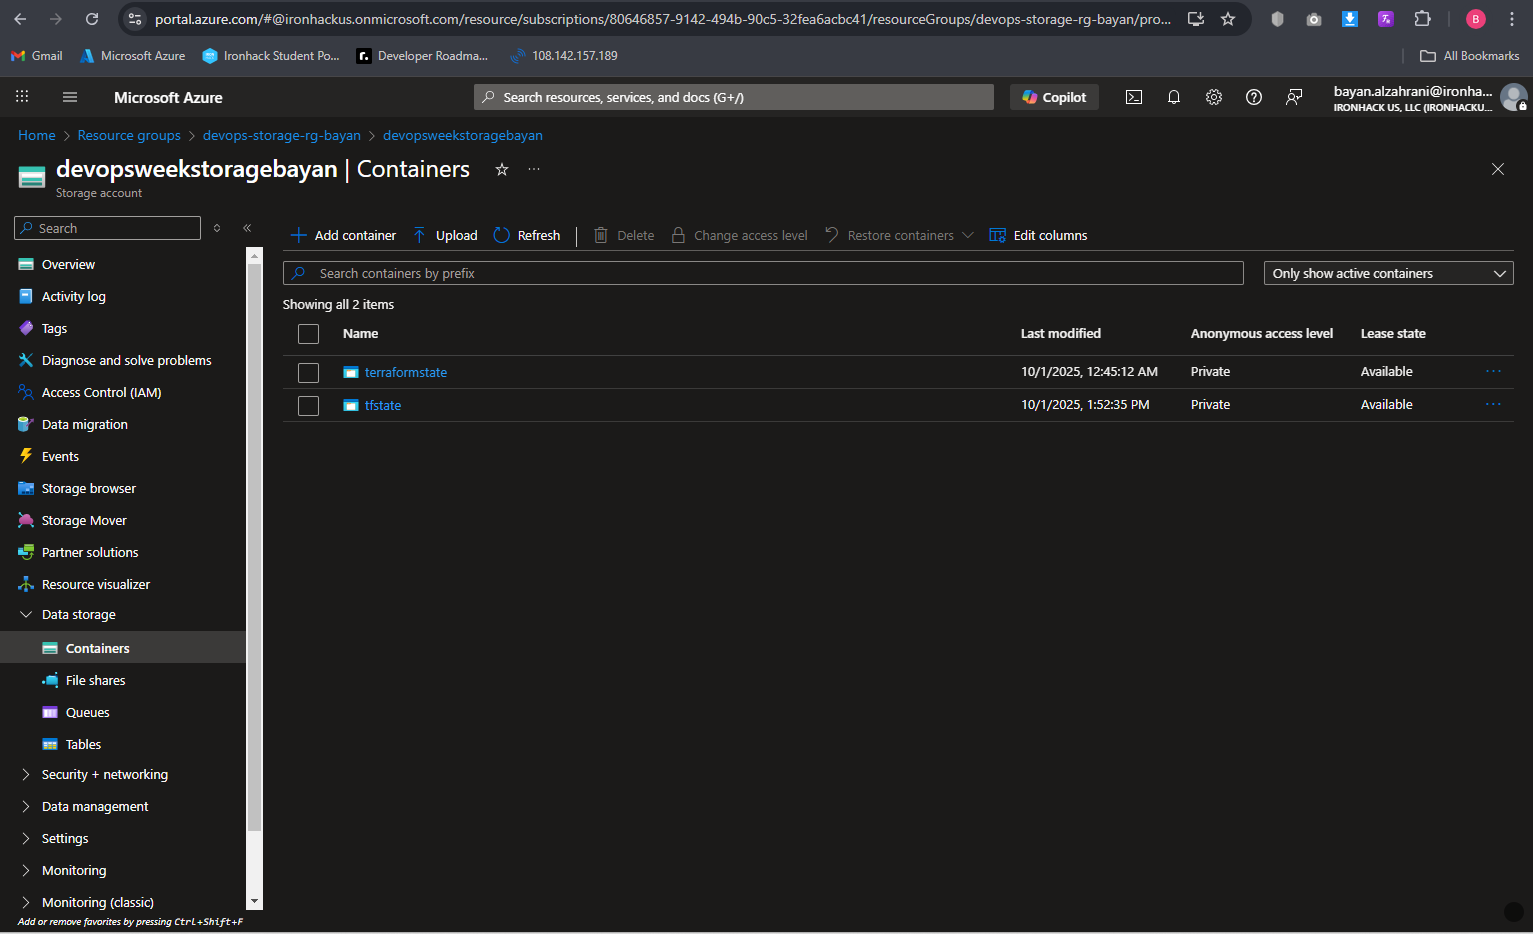 portal.azure.com/#@ironhackus.onmicrosoft.com/resource/subscriptions/80646857-9142-494b-90c5-32fea6acbc41/resourceGroups/devops-storage-rg-bayan/pro...
B
Gmail
Microsoft Azure
Ironhack Student Po...
Developer Roadma...
108.142.157.189
All Bookmarks
Microsoft Azure
Search resources, services, and docs (G+/)
Copilot
bayan.alzahrani@ironha...
IRONHACK US, LLC (IRONHACKU...
Home > Resource groups > devops-storage-rg-bayan > devopsweekstoragebayan
devopsweekstoragebayan | Containers
Storage account
Search
Overview
Activity log
Tags
Diagnose and solve problems
Access Control (IAM)
Data migration
Events
Storage browser
Storage Mover
Partner solutions
Resource visualizer
Data storage
Containers
File shares
Queues
Tables
Security + networking
Data management
Settings
Monitoring
Monitoring (classic)
Add or remove favorites by pressing Ctrl+Shift+F
Add container
Upload
Refresh
Delete
Change access level
Restore containers
Edit columns
Search containers by prefix
Only show active containers
Showing all 2 items
Name Last modified Anonymous access level Lease state
terraformstate 10/1/2025, 12:45:12 AM Private Available
tfstate 10/1/2025, 1:52:35 PM Private Available